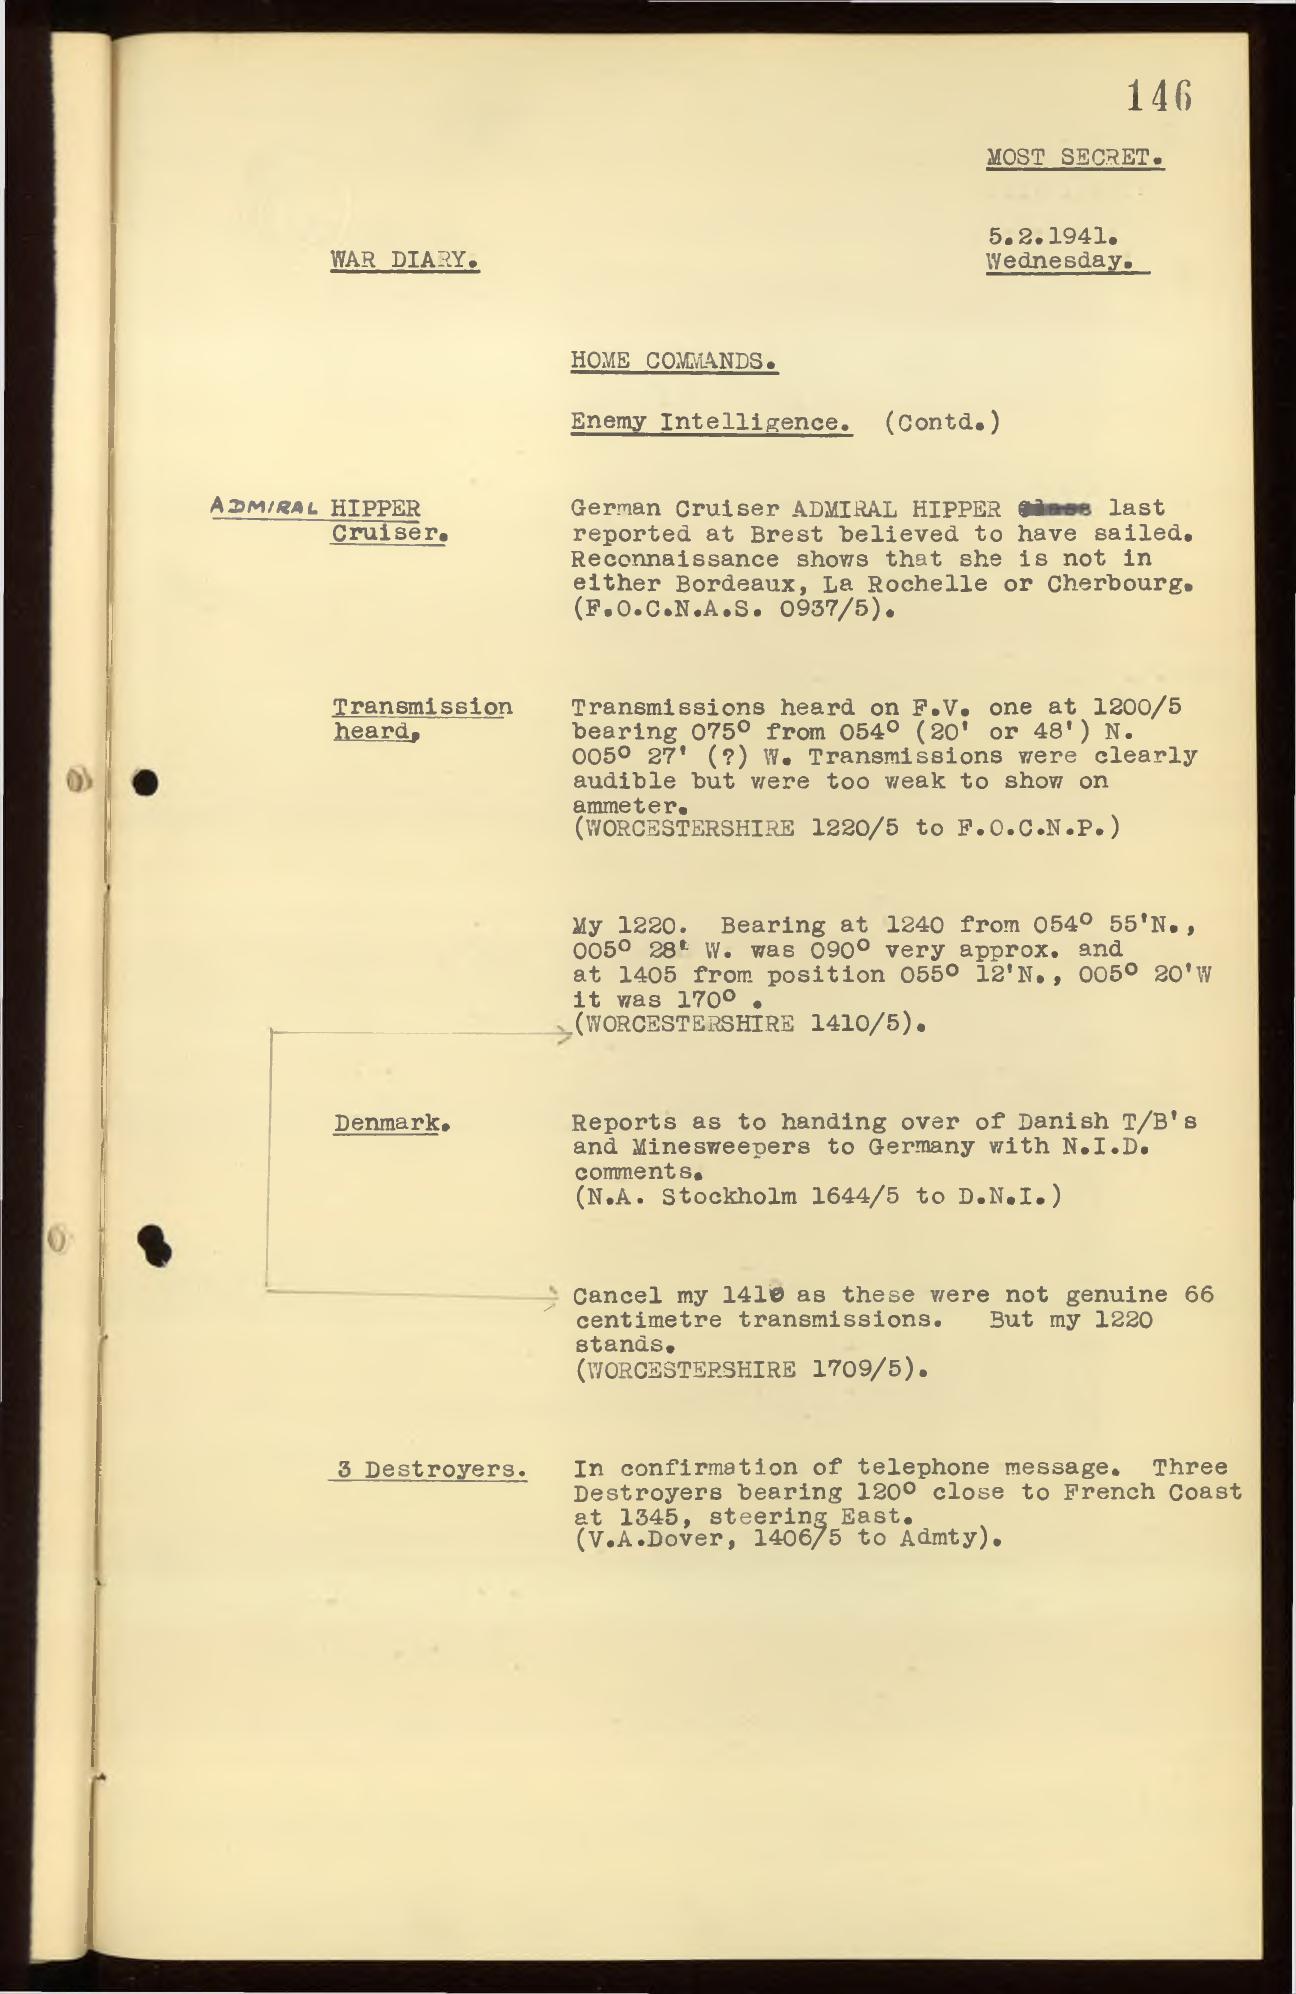 146
MOST SECRET.
5.2.1941.
WAR DIARY.
Wednesday.
HOME COMMANDS.
Enemy Intelligence. (Contd.)
ADMIRAL HIPPER
Cruiser.
German Cruiser ADMIRAL HIPPER Class last
reported at Brest believed to have sailed.
Reconnaissance shows that she is not in
either Bordeaux, La Rochelle or Cherbourg.
(F.O.C.N.A.S. 0937/5).
Transmission
heard,
Transmissions heard on F.V. one at 1200/5
bearing 075° from 054° (20' or 48') N.
005° 27' (?) W. Transmissions were clearly
audible but were too weak to show on
ammeter.
(WORCESTERSHIRE 1220/5 to F.O.C.N.P.)
My 1220. Bearing at 1240 from 054° 55'N.,
005° 28' W. was 090° very approx. and
at 1405 from position 055° 12'N., 005° 20'W
it was 170° .
(WORCESTERSHIRE 1410/5).
Denmark.
Reports as to handing over of Danish T/B's
and Minesweepers to Germany with N.I.D.
comments.
(N.A. Stockholm 1644/5 to D.N.I.)
Cancel my 1410 as these were not genuine 66
centimetre transmissions. But my 1220
stands.
(WORCESTERSHIRE 1709/5).
3 Destroyers.
In confirmation of telephone message. Three
Destroyers bearing 120° close to French Coast
at 1345, steering East.
(V.A.Dover, 1406/5 to Admty).